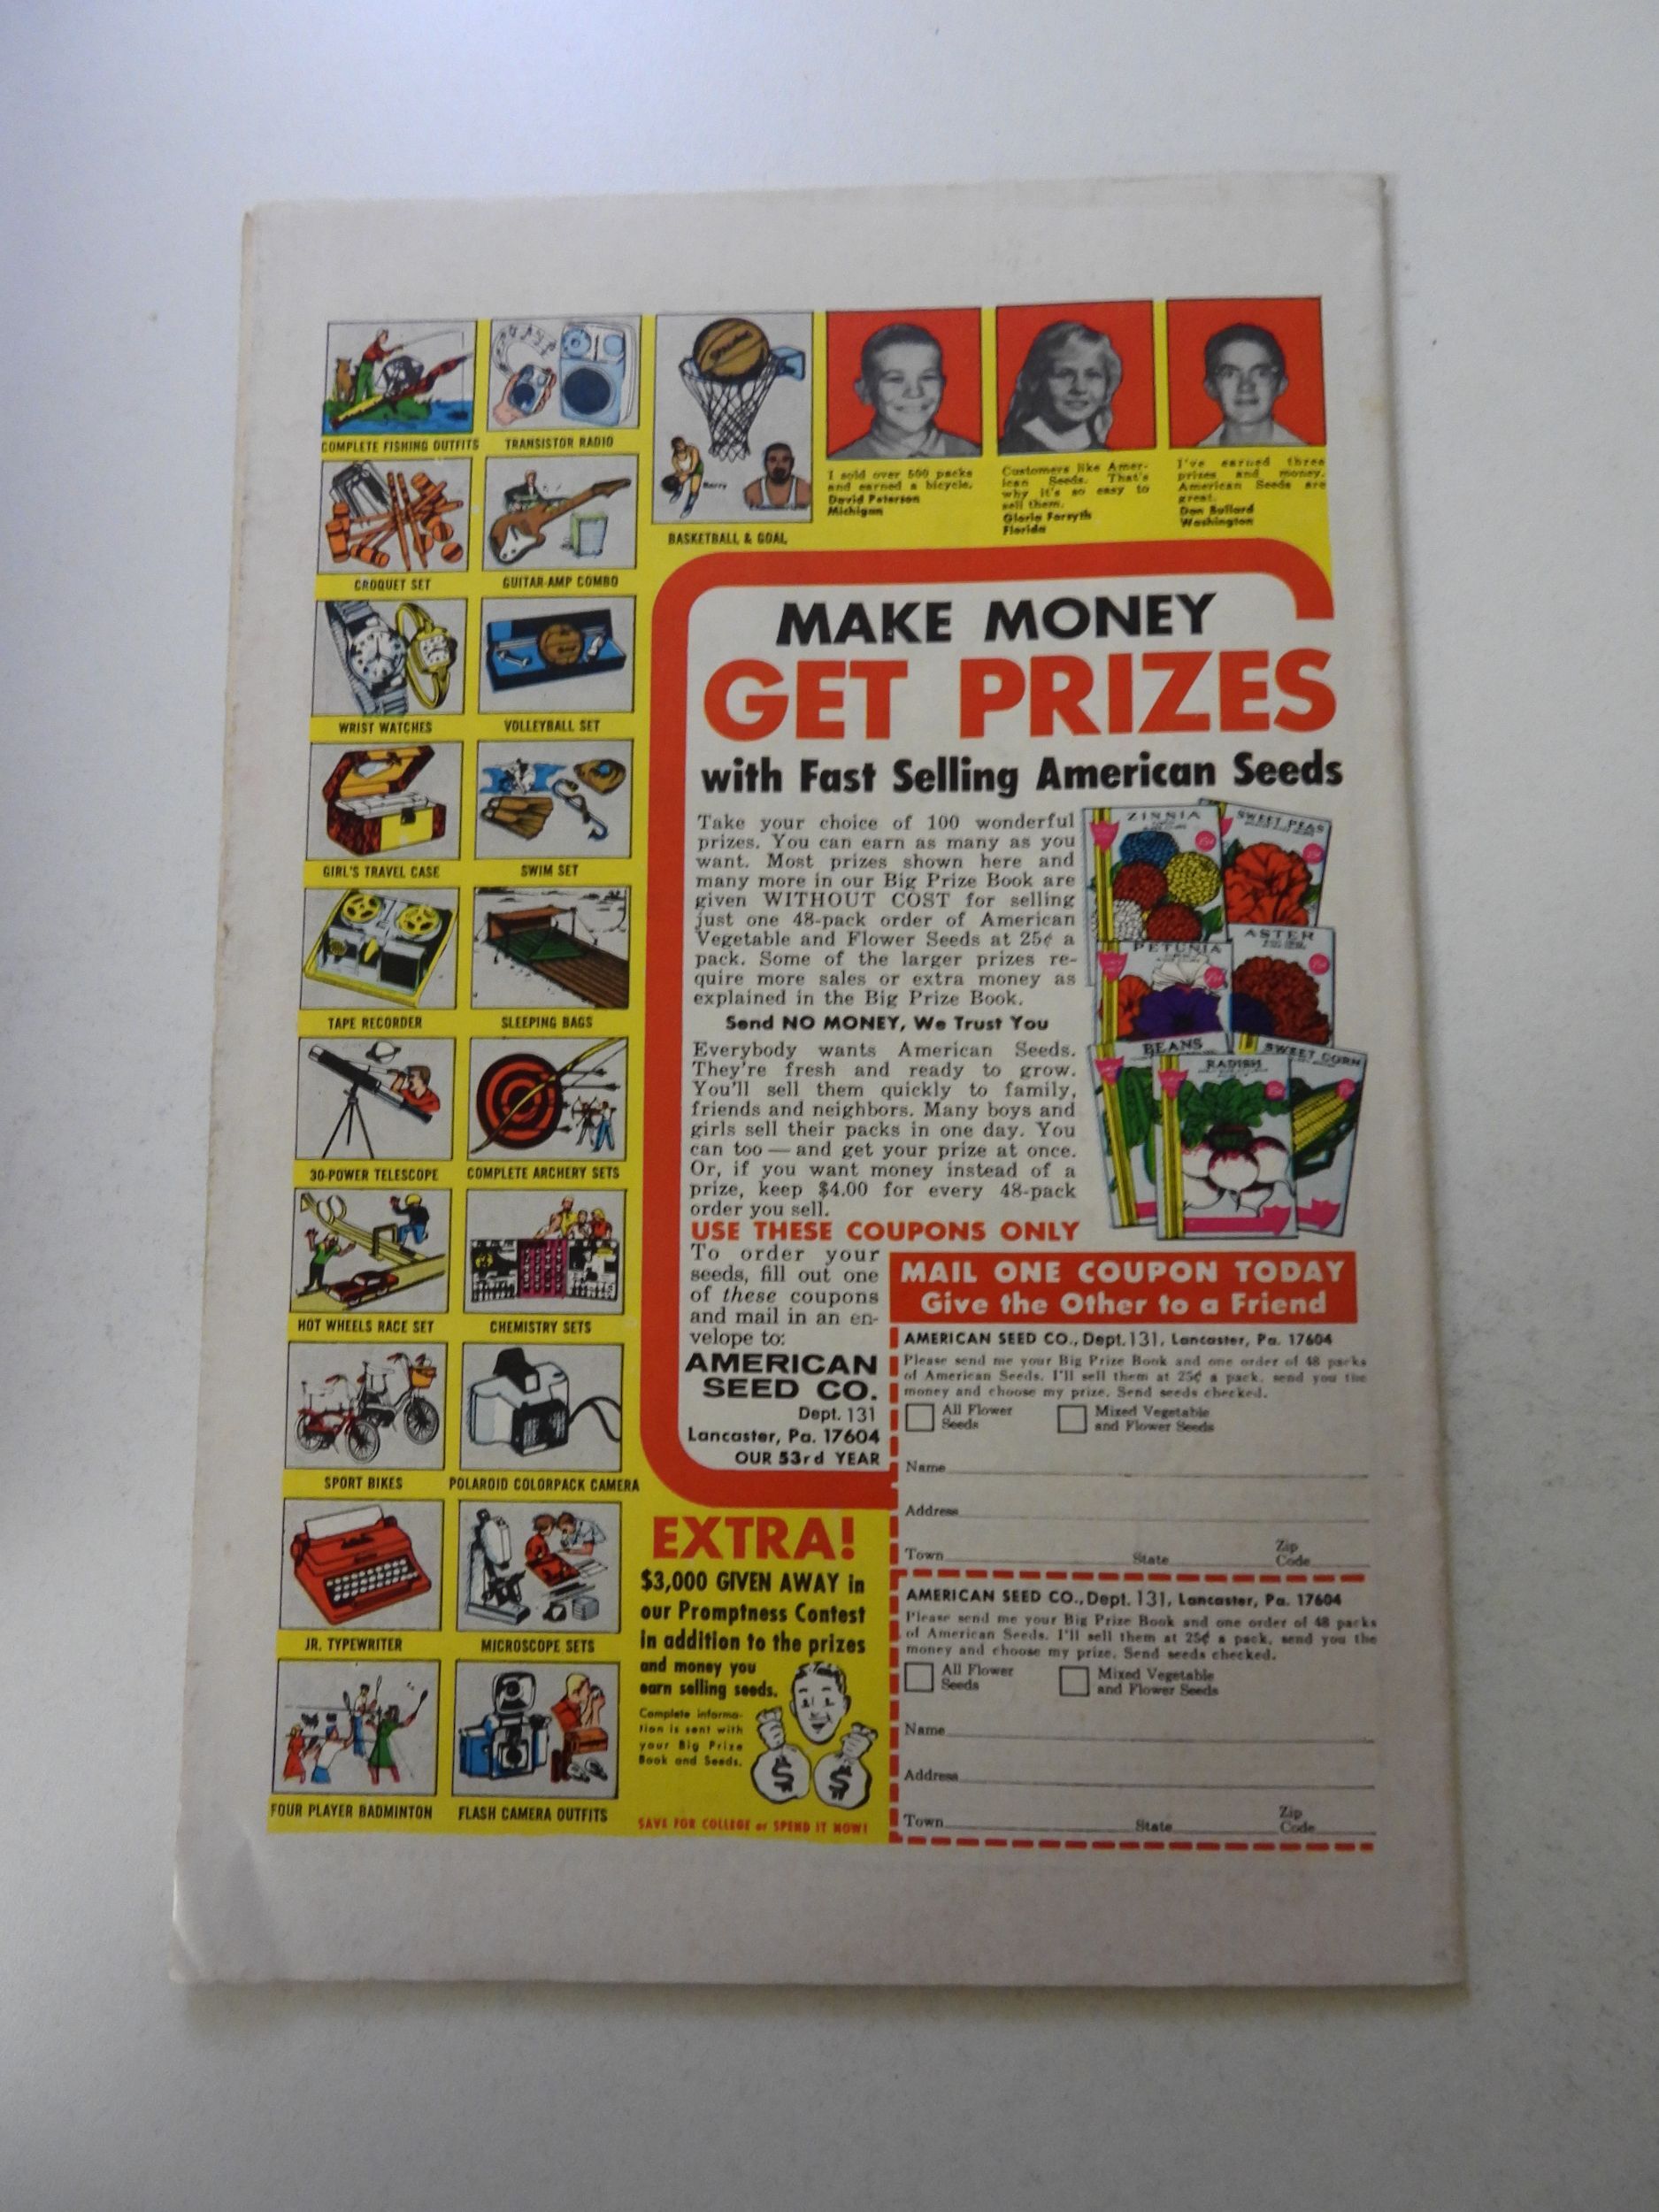 COMPLETE FISHING OUTFITS
TRANSISTOR RADIO
BASKETBALL & GOAL
CROQUET SET
GUITAR-AMP COMBO
WRIST WATCHES
VOLLEYBALL SET
GIRL'S TRAVEL CASE
SWIM SET
TAPE RECORDER
SLEEPING BAGS
30-POWER TELESCOPE
COMPLETE ARCHERY SETS
HOT WHEELS RACE SET
CHEMISTRY SETS
SPORT BIKES
POLAROID COLORPACK CAMERA
JR. TYPEWRITER
MICROSCOPE SETS
FOUR PLAYER BADMINTON
FLASH CAMERA OUTFITS
I sold over 500 packs
and earned a bicycle.
David Peterson
Michigan
Customers like Amer-
ican Seeds. That's
why it's so easy to
sell them.
Gloria Forsyth
Florida
I've earned three
prizes and money.
American Seeds are
great.
Don Bullard
Washington
MAKE MONEY
GET PRIZES
with Fast Selling American Seeds
Take your choice of 100 wonderful
prizes. You can earn as many as you
want. Most prizes shown here and
many more in our Big Prize Book are
given WITHOUT COST for selling
just one 48-pack order of American
Vegetable and Flower Seeds at 25¢ a
pack. Some of the larger prizes re-
quire more sales or extra money as
explained in the Big Prize Book.
Send NO MONEY, We Trust You
Everybody wants American Seeds.
They're fresh and ready to grow.
You'll sell them quickly to family,
friends and neighbors. Many boys and
girls sell their packs in one day. You
can too — and get your prize at once.
Or, if you want money instead of a
prize, keep $4.00 for every 48-pack
order you sell.
ZINNIA
SWEET PEAS
PETUNIA
ASTER
BEANS
RADISH
SWEET CORN
USE THESE COUPONS ONLY
To order your
seeds, fill out one
of these coupons
and mail in an en-
velope to:
AMERICAN
SEED CO.
Dept. 131
Lancaster, Pa. 17604
OUR 53rd YEAR
MAIL ONE COUPON TODAY
Give the Other to a Friend
AMERICAN SEED CO., Dept. 131, Lancaster, Pa. 17604
Please send me your Big Prize Book and one order of 48 packs
of American Seeds. I'll sell them at 25¢ a pack, send you the
money and choose my prize. Send seeds checked.
All Flower
Seeds
Mixed Vegetable
and Flower Seeds
Name
Address
Town State Zip Code
AMERICAN SEED CO., Dept. 131, Lancaster, Pa. 17604
Please send me your Big Prize Book and one order of 48 packs
of American Seeds. I'll sell them at 25¢ a pack, send you the
money and choose my prize. Send seeds checked.
All Flower
Seeds
Mixed Vegetable
and Flower Seeds
Name
Address
Town State Zip Code
EXTRA!
$3,000 GIVEN AWAY in
our Promptness Contest
in addition to the prizes
and money you
earn selling seeds.
Complete informa-
tion is sent with
your Big Prize
Book and Seeds.
$ $
SAVE FOR COLLEGE or SPEND IT NOW!